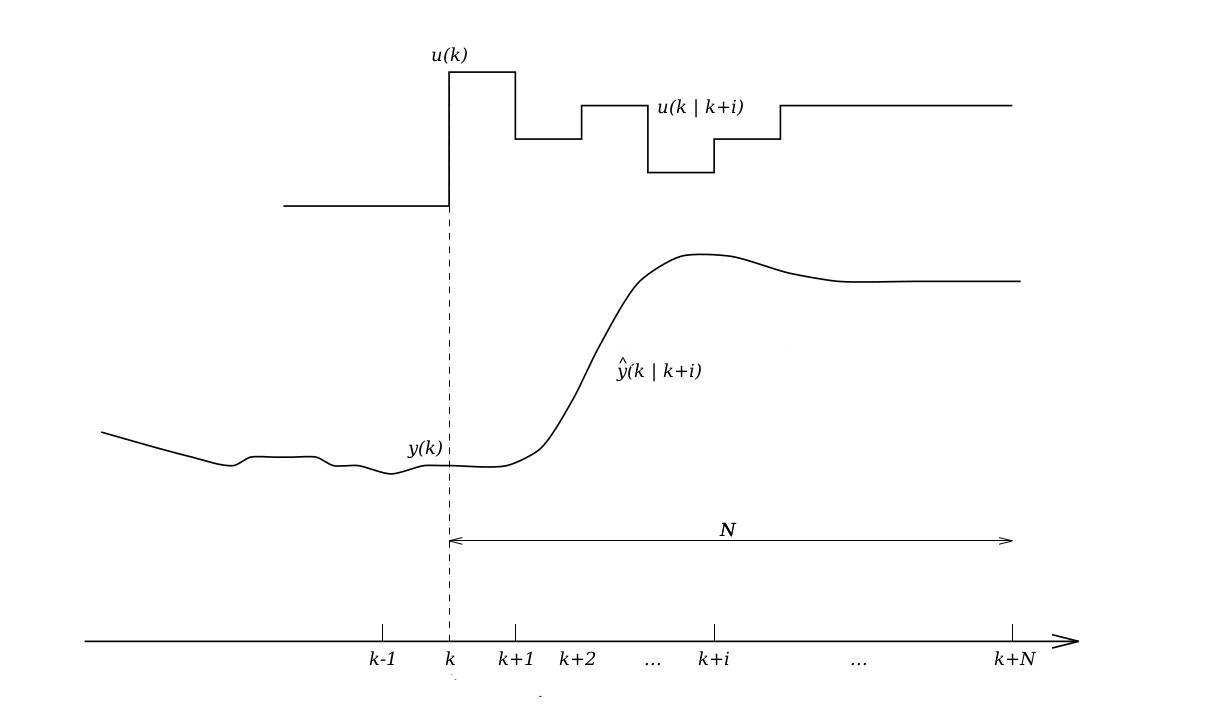 u(k)
u(k | k+i)
ŷ(k | k+i)
y(k)
N
k-1 k k+1 k+2 ... k+i ... k+N